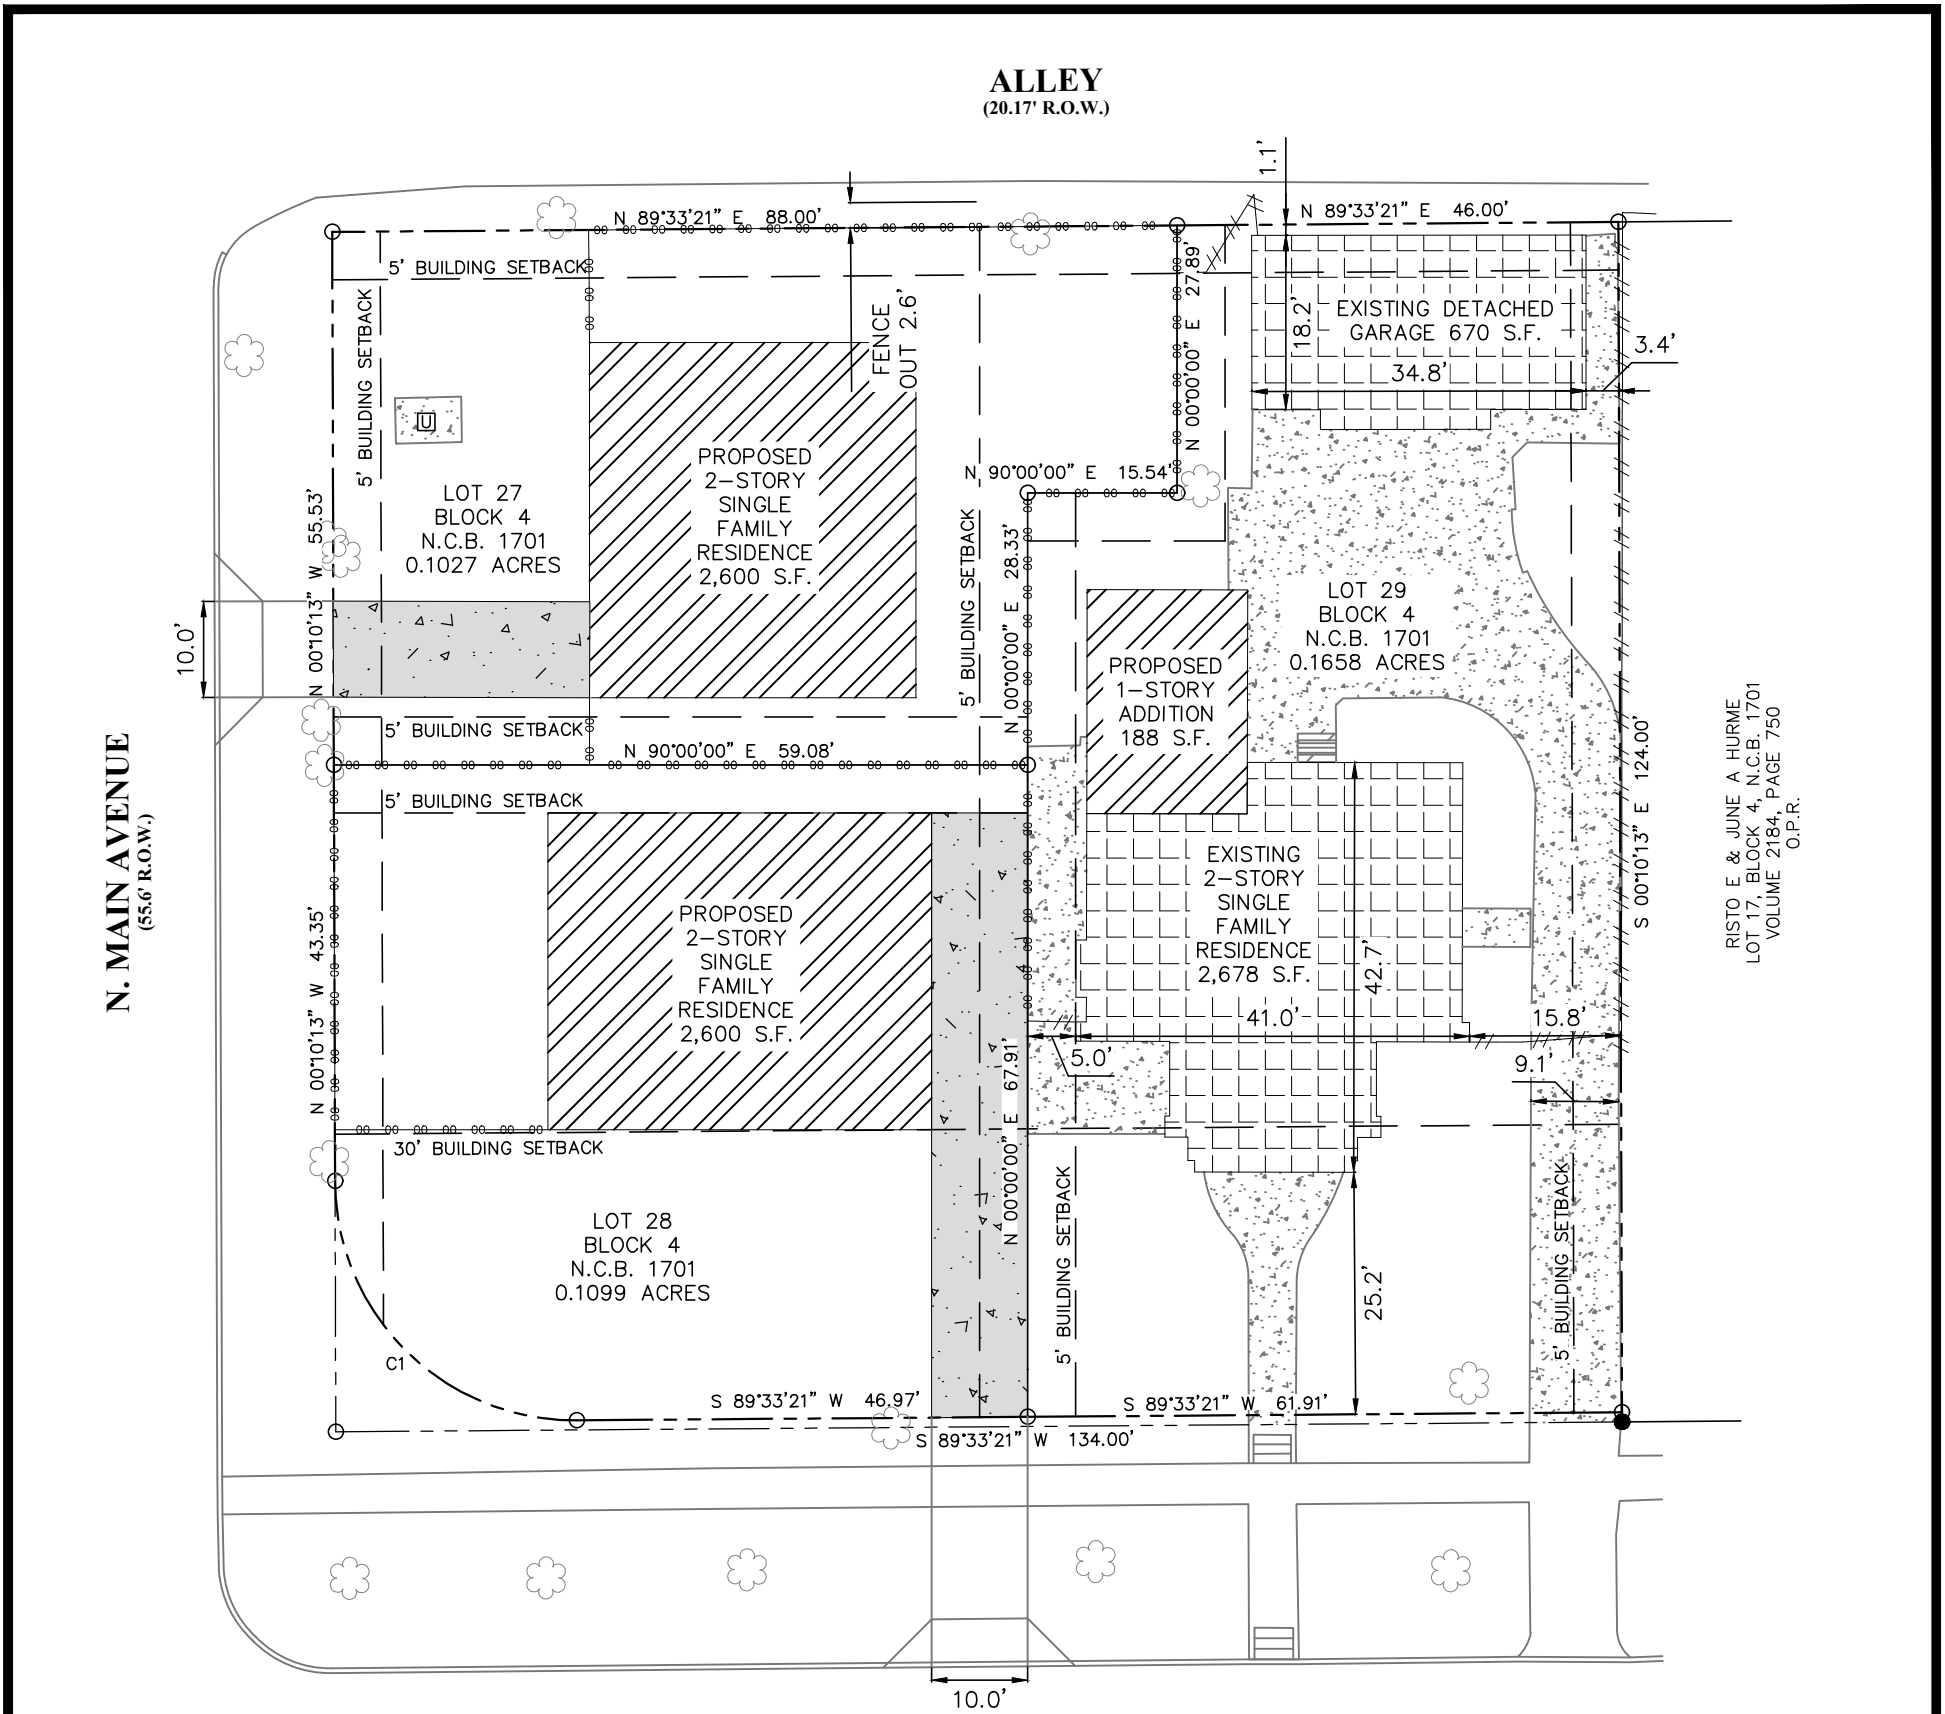 ALLEY
(20.17' R.O.W.)
1.1'
N 89°33'21" E 88.00'
N 89°33'21" E 46.00'
5' BUILDING SETBACK
5' BUILDING SETBACK
FENCE
OUT 2.6'
N 00°00'00" E 27.89'
18.2'
EXISTING DETACHED
GARAGE 670 S.F.
34.8'
3.4'
U
LOT 27
BLOCK 4
N.C.B. 1701
0.1027 ACRES
PROPOSED
2-STORY
SINGLE
FAMILY
RESIDENCE
2,600 S.F.
N 90°00'00" E 15.54'
5' BUILDING SETBACK
N 00°00'00" E 28.33'
N 00°10'13" W 55.53'
10.0'
LOT 29
BLOCK 4
N.C.B. 1701
0.1658 ACRES
PROPOSED
1-STORY
ADDITION
188 S.F.
5' BUILDING SETBACK
N 90°00'00" E 59.08'
5' BUILDING SETBACK
N. MAIN AVENUE
(55.6' R.O.W.)
S 00°10'13" E 124.00'
RISTO E & JUNE A HURME
LOT 17, BLOCK 4, N.C.B. 1701
VOLUME 2184, PAGE 750
O.P.R.
N 00°10'13" W 43.35'
PROPOSED
2-STORY
SINGLE
FAMILY
RESIDENCE
2,600 S.F.
EXISTING
2-STORY
SINGLE
FAMILY
RESIDENCE
2,678 S.F.
42.7'
41.0'
15.8'
5.0'
9.1'
N 00°00'00" E 67.91'
30' BUILDING SETBACK
5' BUILDING SETBACK
5' BUILDING SETBACK
LOT 28
BLOCK 4
N.C.B. 1701
0.1099 ACRES
25.2'
C1
S 89°33'21" W 46.97'
S 89°33'21" W 61.91'
S 89°33'21" W 134.00'
10.0'